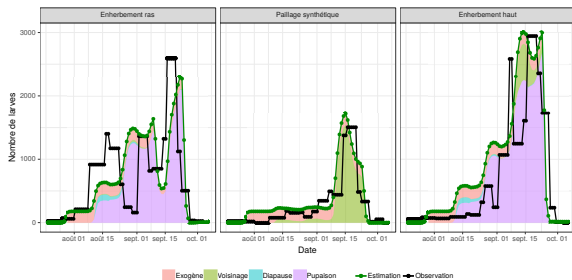 Enherbement ras Paillage synthétique Enherbement haut
Nombre de larves
3000
2000
1000
0
août 01 août 15 sept. 01 sept. 15 oct. 01 août 01 août 15 sept. 01 sept. 15 oct. 01 août 01 août 15 sept. 01 sept. 15 oct. 01
Date
Exogène Voisinage Diapause Pupaison Estimation Observation